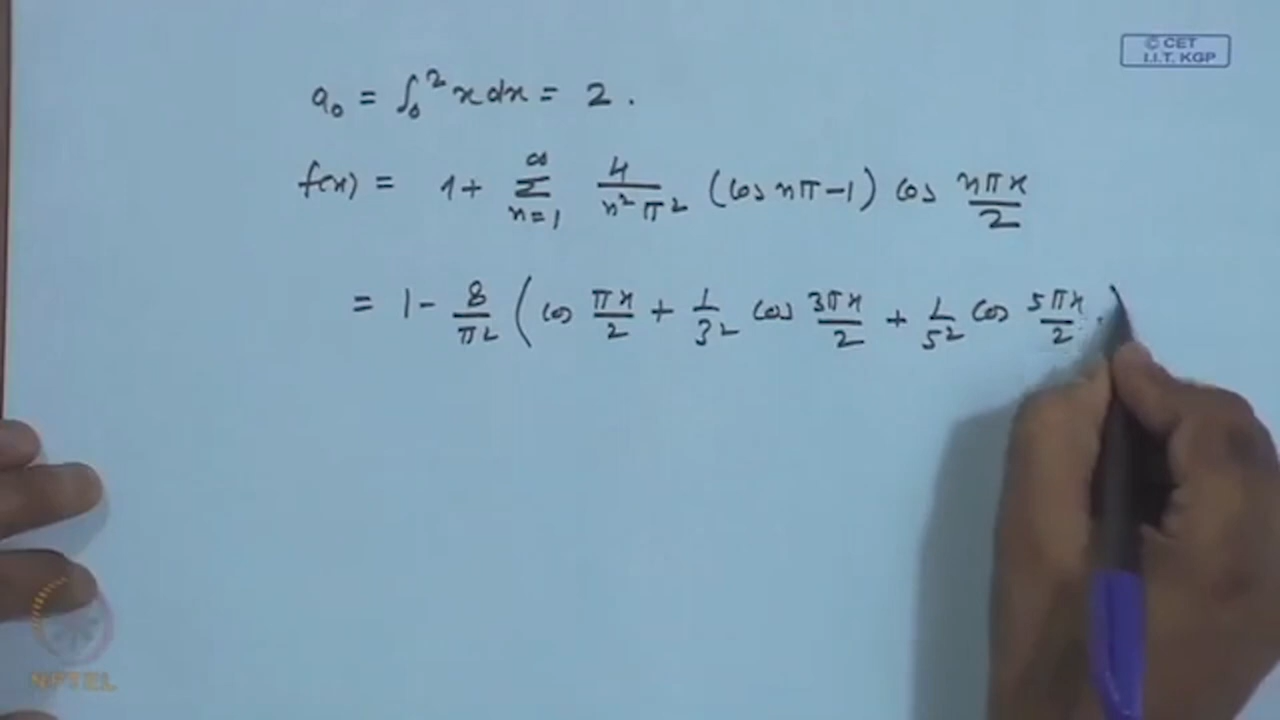 © CET
I.I.T. KGP
a₀ = ∫₀² x dx = 2 .
f(x) = 1 + ∑_{n=1}^{∞} 4/(n²π²) (cos nπ − 1) cos nπx/2
= 1 − 8/π² ( cos πx/2 + 1/3² cos 3πx/2 + 1/5² cos 5πx/2 .
NPTEL